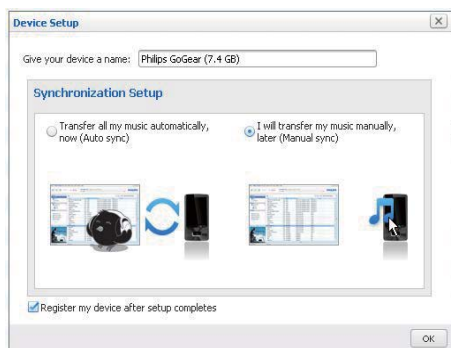 Device Setup
Give your device a name: Philips GoGear (7.4 GB)
Synchronization Setup
Transfer all my music automatically,
now (Auto sync)
I will transfer my music manually,
later (Manual sync)
Register my device after setup completes
OK